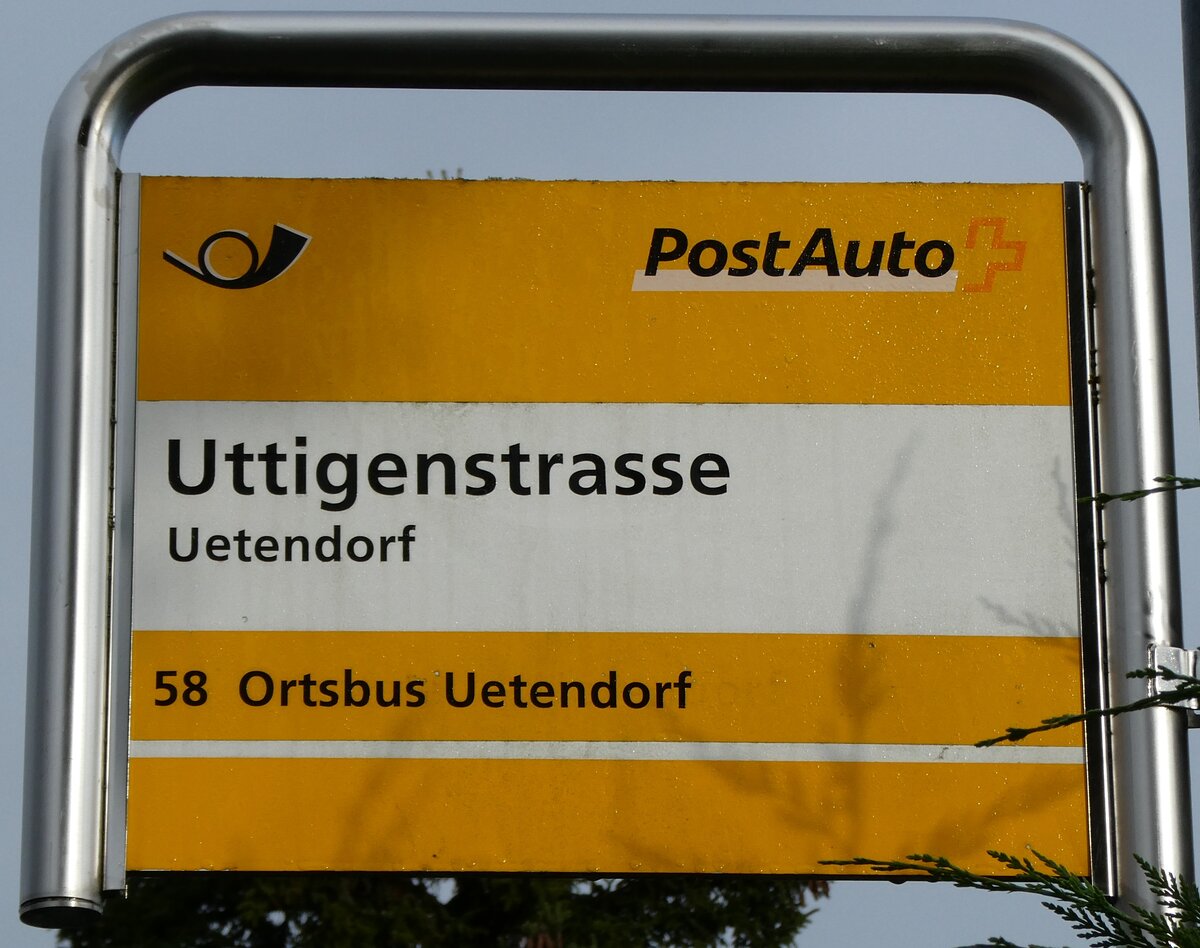 PostAuto
Uttigenstrasse
Uetendorf
58 Ortsbus Uetendorf